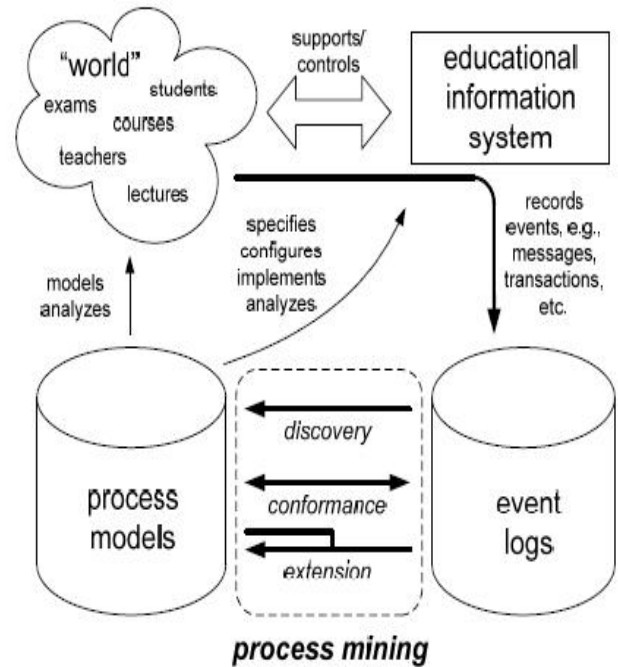 “world”
students
exams
courses
teachers
lectures
supports/
controls
educational
information
system
models
analyzes
specifies
configures
implements
analyzes
records
events, e.g.,
messages,
transactions,
etc.
process
models
discovery
conformance
extension
event
logs
process mining